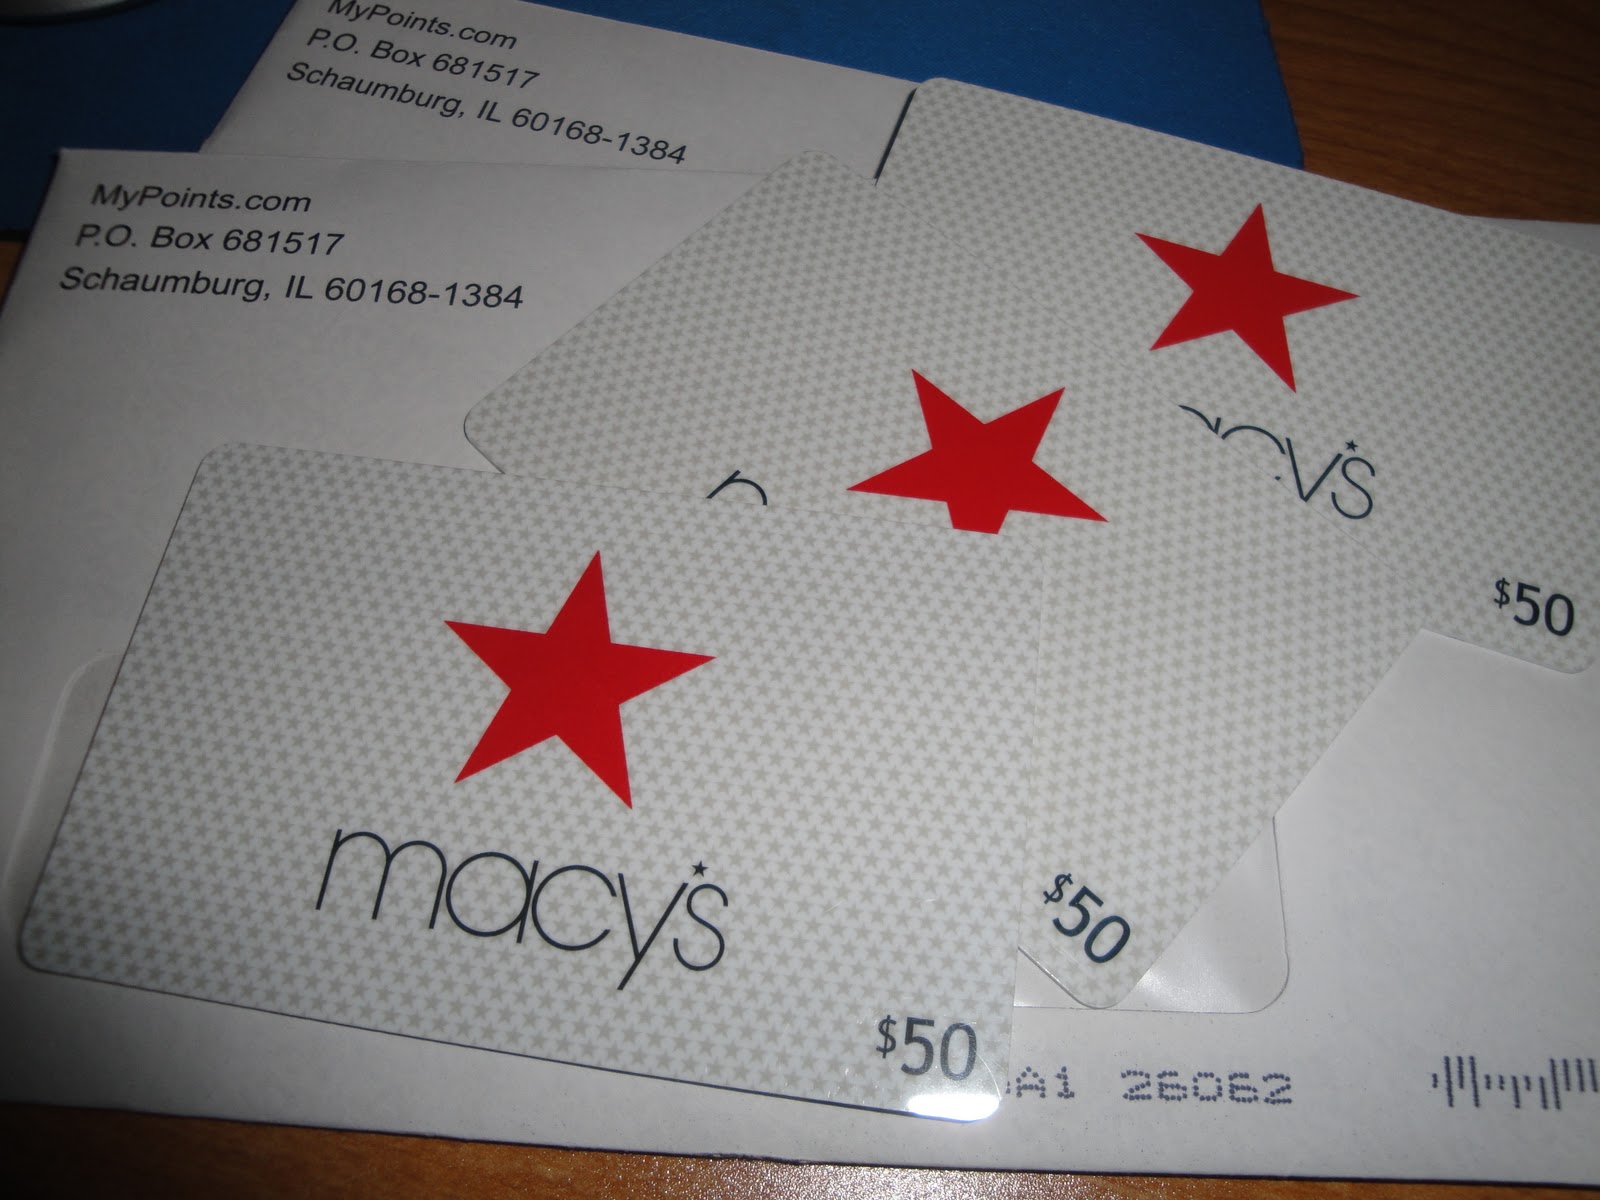 MyPoints.com
P.O. Box 681517
Schaumburg, IL 60168-1384
MyPoints.com
P.O. Box 681517
Schaumburg, IL 60168-1384
macy's
$50
$50
macy's
$50
A1 26062